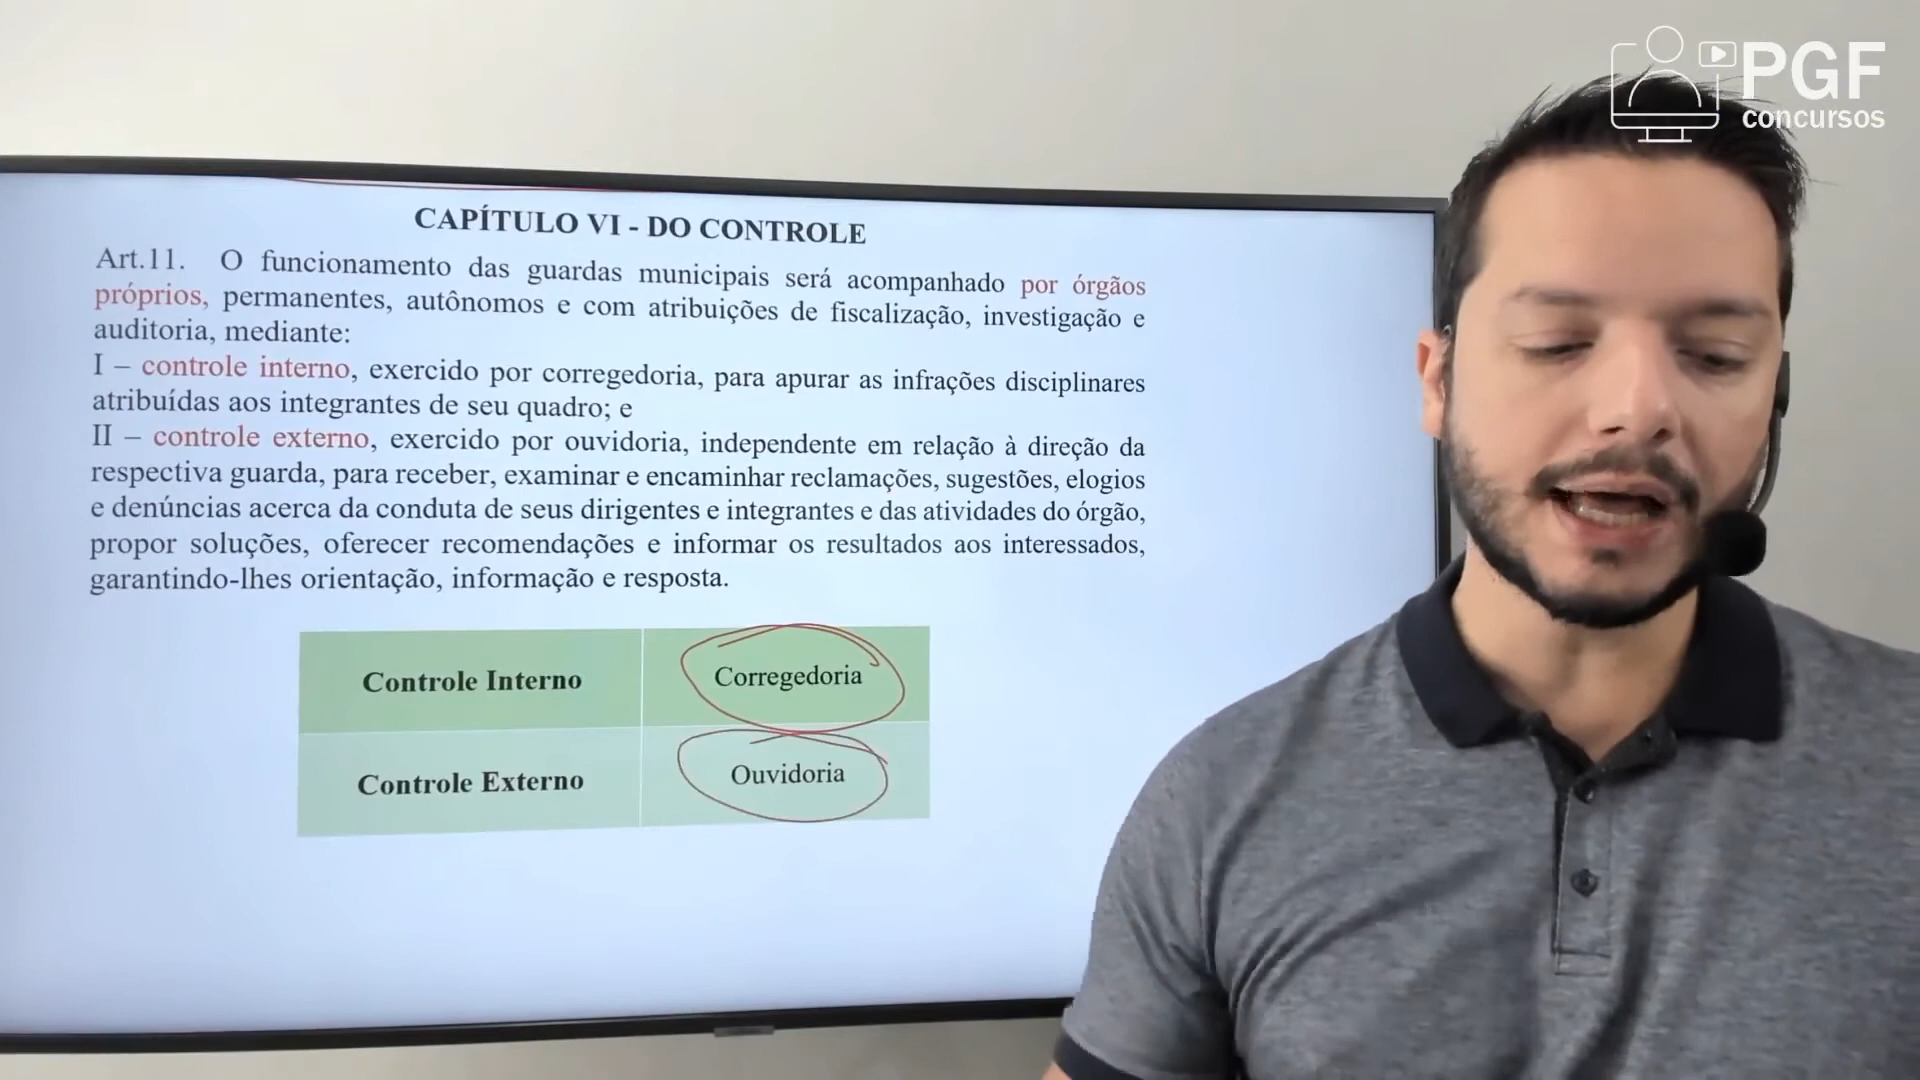 PGF
concursos
CAPÍTULO VI - DO CONTROLE
Art.11. O funcionamento das guardas municipais será acompanhado por órgãos
próprios, permanentes, autônomos e com atribuições de fiscalização, investigação e
auditoria, mediante:
I – controle interno, exercido por corregedoria, para apurar as infrações disciplinares
atribuídas aos integrantes de seu quadro; e
II – controle externo, exercido por ouvidoria, independente em relação à direção da
respectiva guarda, para receber, examinar e encaminhar reclamações, sugestões, elogios
e denúncias acerca da conduta de seus dirigentes e integrantes e das atividades do órgão,
propor soluções, oferecer recomendações e informar os resultados aos interessados,
garantindo-lhes orientação, informação e resposta.
Controle Interno Corregedoria
Controle Externo Ouvidoria